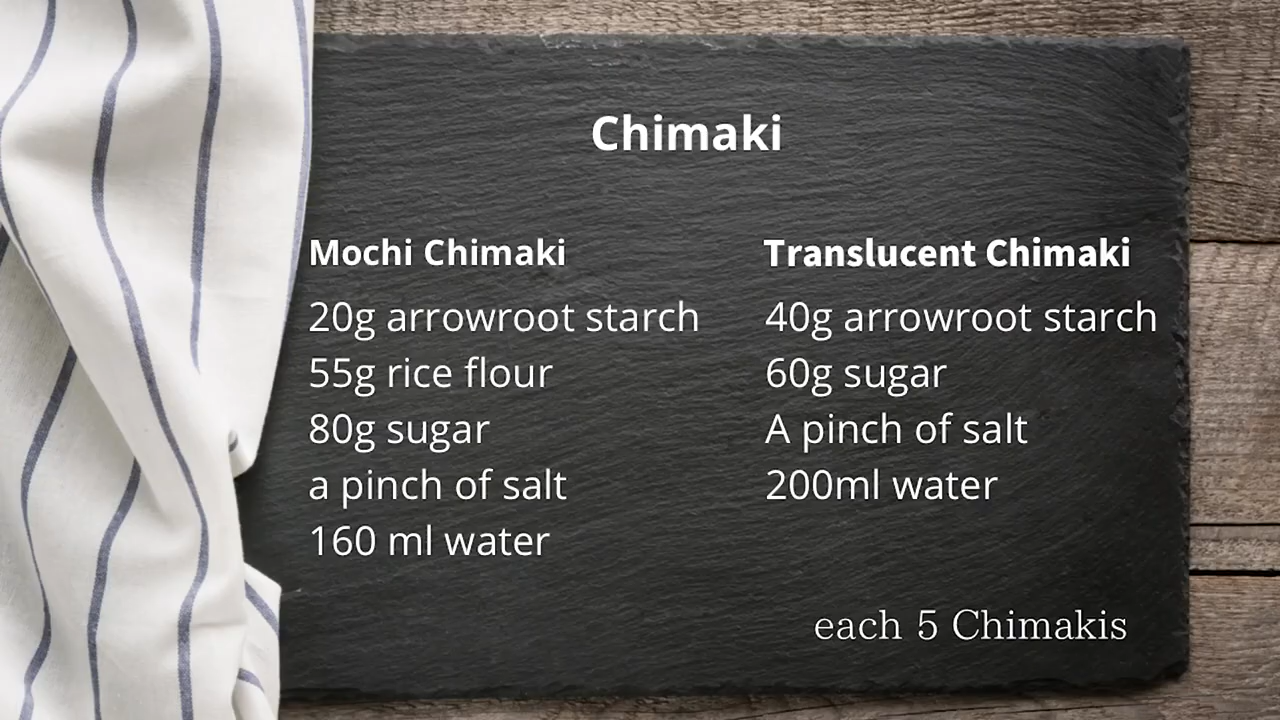 Chimaki
Mochi Chimaki
20g arrowroot starch
55g rice flour
80g sugar
a pinch of salt
160 ml water
Translucent Chimaki
40g arrowroot starch
60g sugar
A pinch of salt
200ml water
each 5 Chimakis